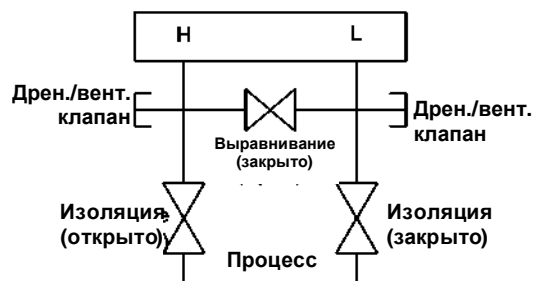 H L
Дрен./вент.
клапан
Дрен./вент.
клапан
Выравнивание
(закрыто)
Изоляция
(открыто)
Изоляция
(закрыто)
Процесс